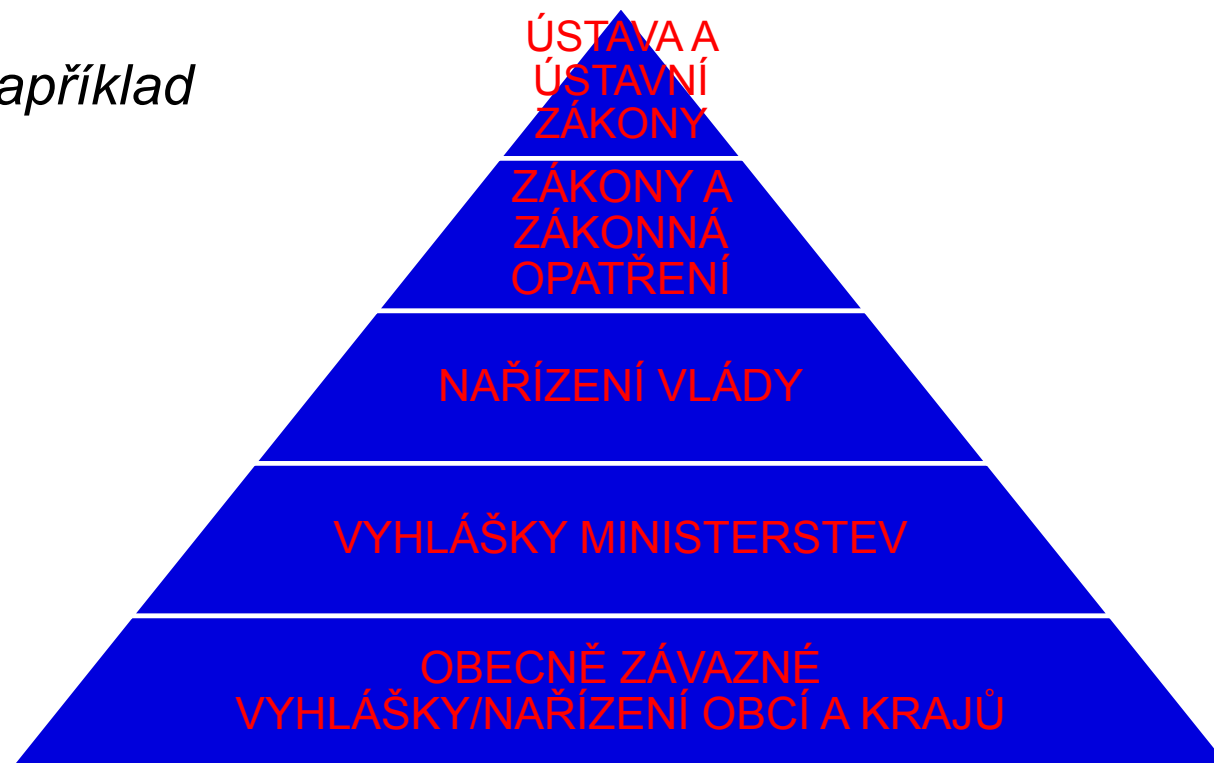 ÚSTAVA A
ÚSTAVNÍ
ZÁKONY
apříklad
ZÁKONY A
ZÁKONNÁ
OPATŘENÍ
NAŘÍZENÍ VLÁDY
VYHLÁŠKY MINISTERSTEV
OBECNĚ ZÁVAZNÉ
VYHLÁŠKY/NAŘÍZENÍ OBCÍ A KRAJŮ